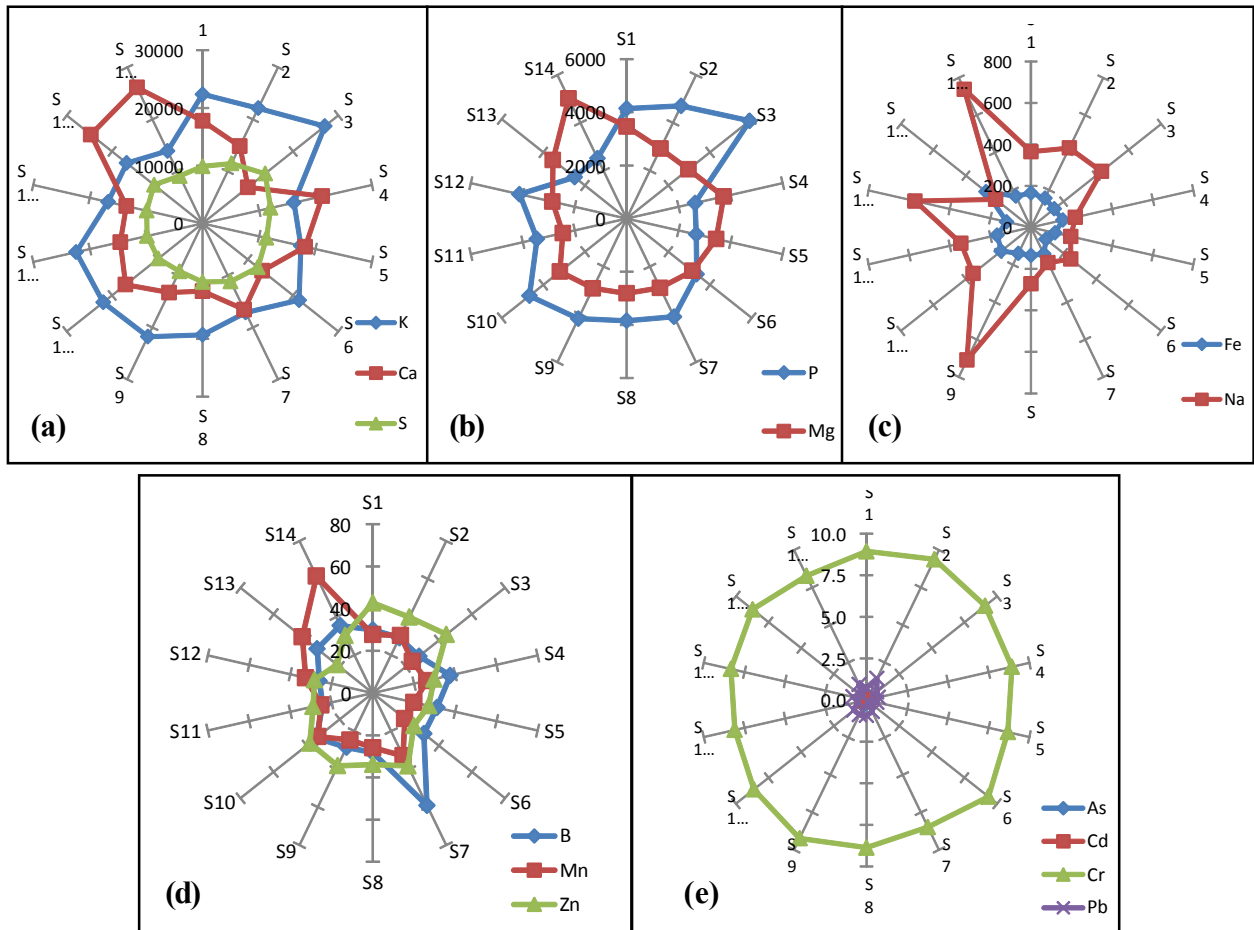 1
30000
20000
10000
0
S
2
S
3
S
4
S
5
S
6
S
7
S
8
S
9
S
1…
S
1…
S
1…
S
1…
S
1…
K
Ca
S
(a)
S1
6000
4000
2000
0
S2
S3
S4
S5
S6
S7
S8
S9
S10
S11
S12
S13
S14
P
Mg
(b)
1
800
600
400
200
0
S
2
S
3
S
4
S
5
S
6
S
7
S
S
9
S
1…
S
1…
S
1…
S
1…
S
1…
Fe
Na
(c)
S1
80
60
40
20
0
S2
S3
S4
S5
S6
S7
S8
S9
S10
S11
S12
S13
S14
B
Mn
Zn
(d)
S
1
10.0
7.5
5.0
2.5
0.0
S
2
S
3
S
4
S
5
S
6
S
7
S
8
S
9
S
1…
S
1…
S
1…
S
1…
S
1…
As
Cd
Cr
Pb
(e)